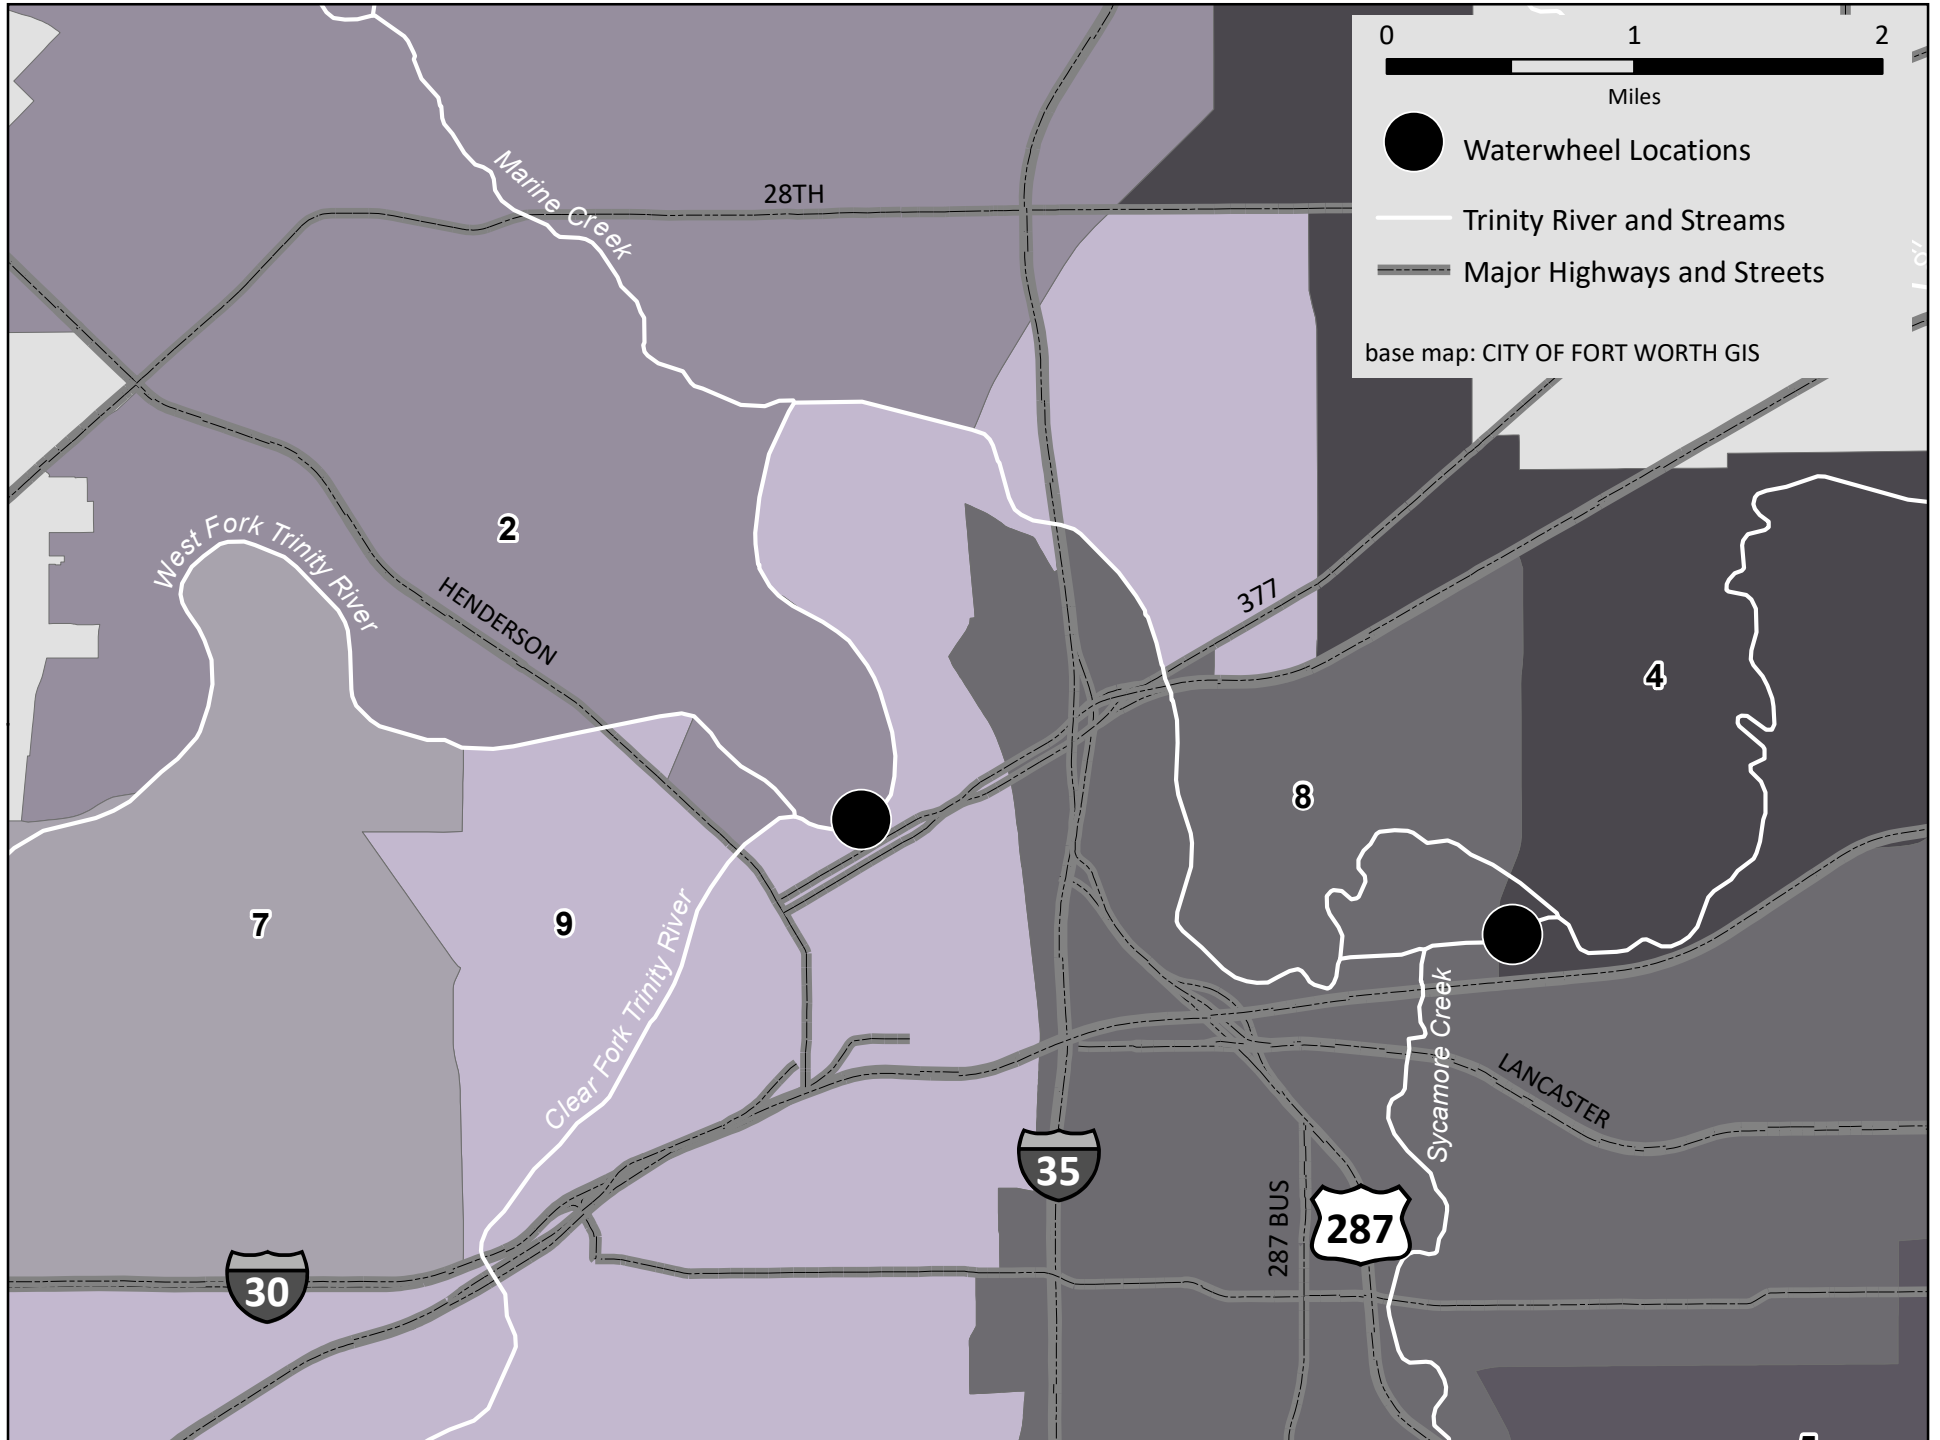 0 1 2
Miles
Waterwheel Locations
Trinity River and Streams
Major Highways and Streets
base map: CITY OF FORT WORTH GIS
Marine Creek
28TH
2
West Fork Trinity River
HENDERSON
377
4
8
7
9
Clear Fork Trinity River
Sycamore Creek
LANCASTER
35
287 BUS
287
30